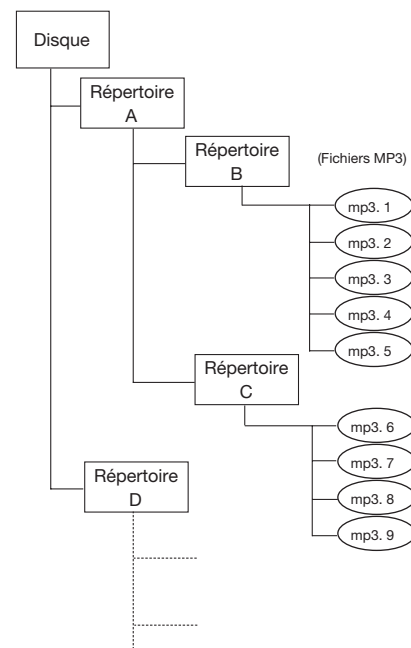 Disque
Répertoire
A
Répertoire
B
(Fichiers MP3)
mp3. 1
mp3. 2
mp3. 3
mp3. 4
mp3. 5
Répertoire
C
mp3. 6
mp3. 7
mp3. 8
mp3. 9
Répertoire
D